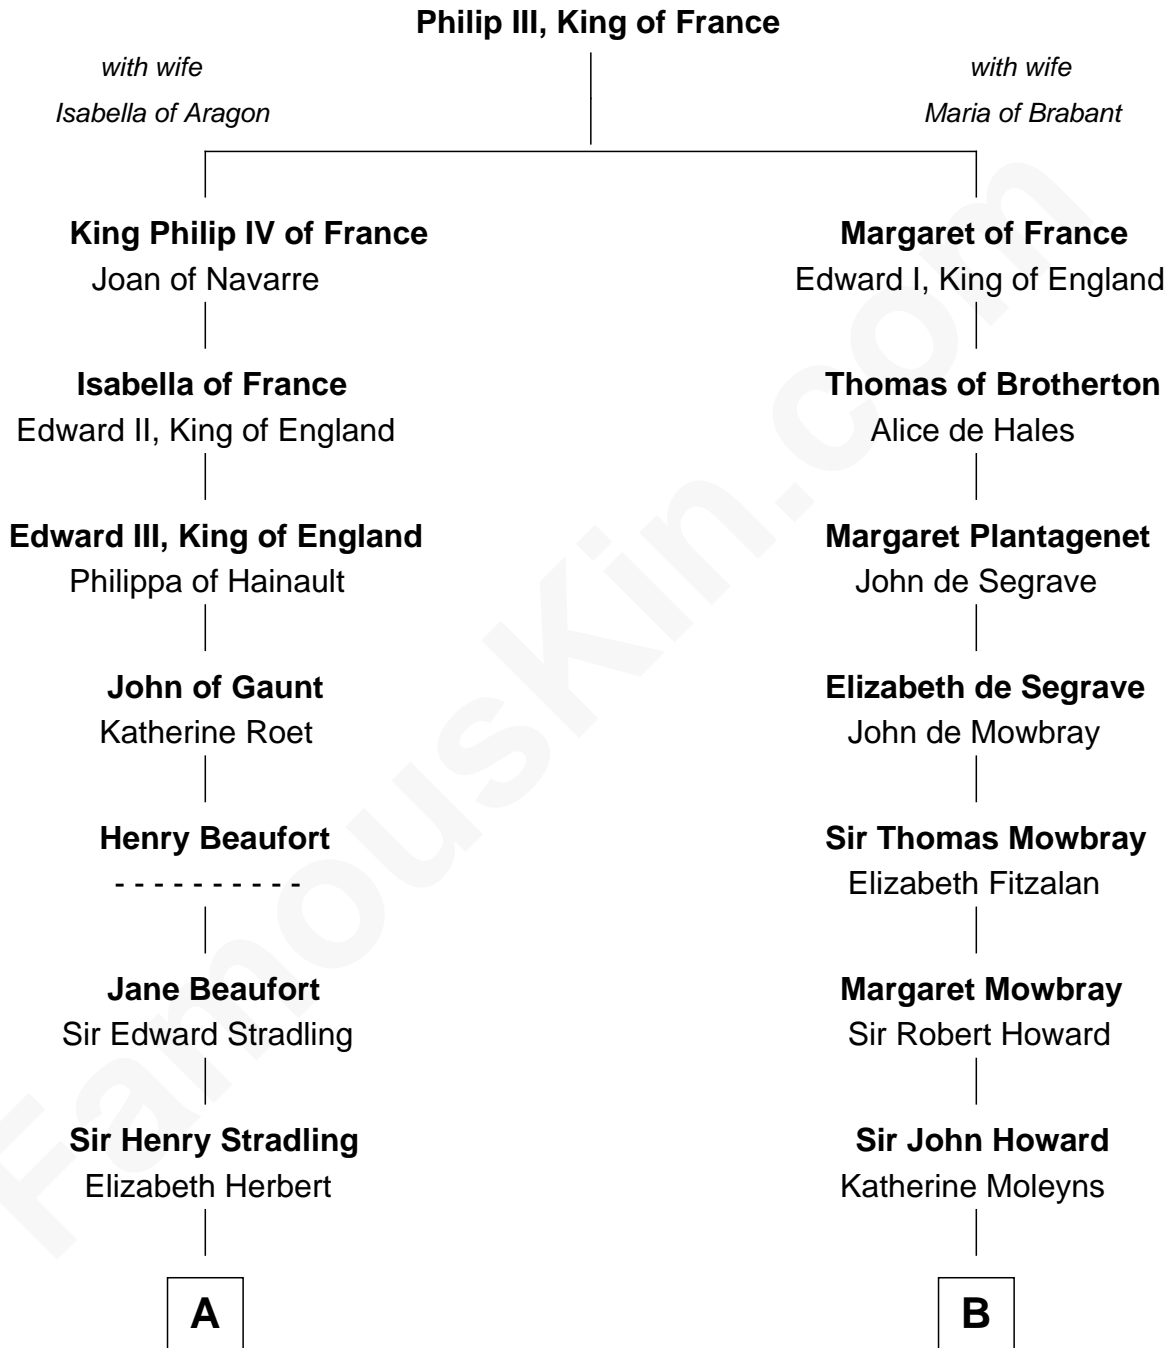 Philip III, King of France
with wife
Isabella of Aragon
with wife
Maria of Brabant
King Philip IV of France
Joan of Navarre
Margaret of France
Edward I, King of England
Isabella of France
Edward II, King of England
Thomas of Brotherton
Alice de Hales
Edward III, King of England
Philippa of Hainault
Margaret Plantagenet
John de Segrave
John of Gaunt
Katherine Roet
Elizabeth de Segrave
John de Mowbray
Henry Beaufort
- - - - - - - - - -
Sir Thomas Mowbray
Elizabeth Fitzalan
Jane Beaufort
Sir Edward Stradling
Margaret Mowbray
Sir Robert Howard
Sir Henry Stradling
Elizabeth Herbert
Sir John Howard
Katherine Moleyns
A
B
FamousKin.com